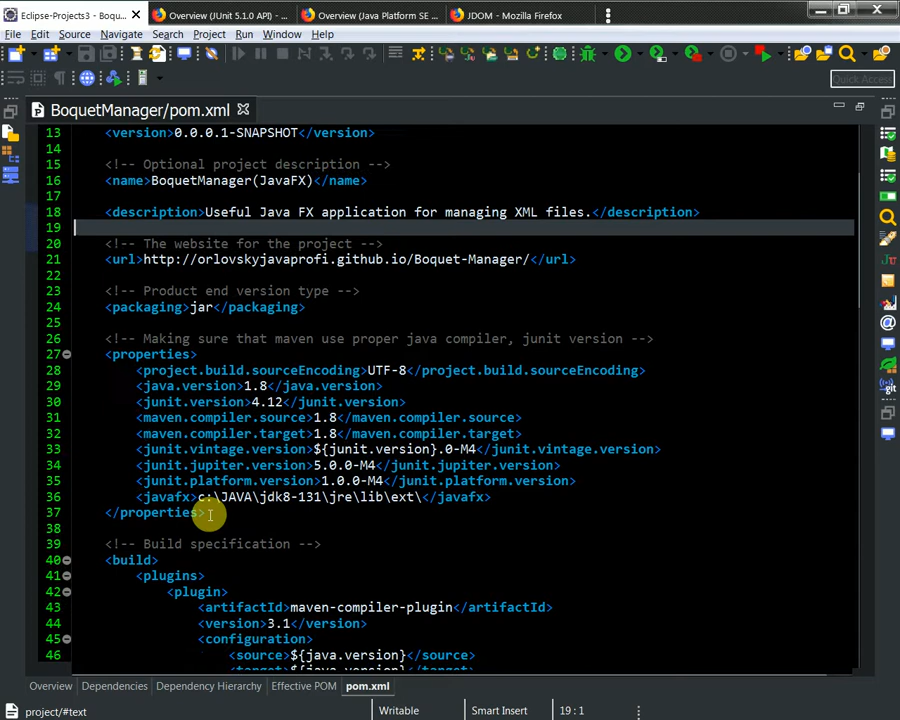 Eclipse-Projects3 - Boqu...
Overview (JUnit 5.1.0 API) - ...
Overview (Java Platform SE ...
JDOM - Mozilla Firefox
File Edit Source Navigate Search Project Run Window Help
Quick Access
BoquetManager/pom.xml
13 <version>0.0.0.1-SNAPSHOT</version>
14
15 <!-- Optional project description -->
16 <name>BoquetManager(JavaFX)</name>
17
18 <description>Useful Java FX application for managing XML files.</description>
19
20 <!-- The website for the project -->
21 <url>http://orlovskyjavaprofi.github.io/Boquet-Manager/</url>
22
23 <!-- Product end version type -->
24 <packaging>jar</packaging>
25
26 <!-- Making sure that maven use proper java compiler, junit version -->
27 <properties>
28 <project.build.sourceEncoding>UTF-8</project.build.sourceEncoding>
29 <java.version>1.8</java.version>
30 <junit.version>4.12</junit.version>
31 <maven.compiler.source>1.8</maven.compiler.source>
32 <maven.compiler.target>1.8</maven.compiler.target>
33 <junit.vintage.version>${junit.version}.0-M4</junit.vintage.version>
34 <junit.jupiter.version>5.0.0-M4</junit.jupiter.version>
35 <junit.platform.version>1.0.0-M4</junit.platform.version>
36 <javafx>c:\JAVA\jdk8-131\jre\lib\ext\</javafx>
37 </properties>
38
39 <!-- Build specification -->
40 <build>
41 <plugins>
42 <plugin>
43 <artifactId>maven-compiler-plugin</artifactId>
44 <version>3.1</version>
45 <configuration>
46 <source>${java.version}</source>
<target>${java.version}</target>
Overview Dependencies Dependency Hierarchy Effective POM pom.xml
project/#text Writable Smart Insert 19 : 1